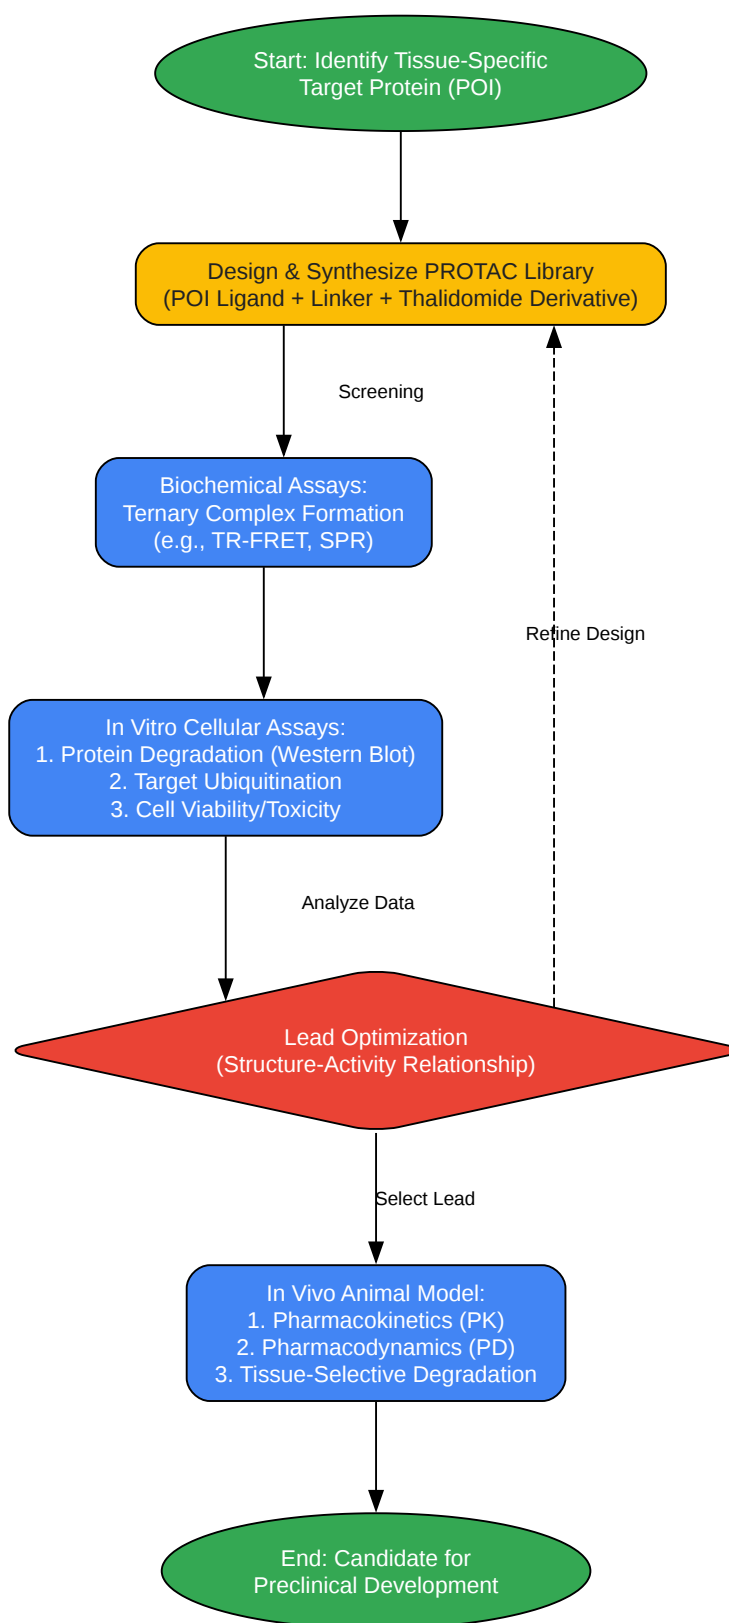 Start: Identify Tissue-Specific
Target Protein (POI)
Design & Synthesize PROTAC Library
(POI Ligand + Linker + Thalidomide Derivative)
Screening
Biochemical Assays:
Ternary Complex Formation
(e.g., TR-FRET, SPR)
Refine Design
In Vitro Cellular Assays:
1. Protein Degradation (Western Blot)
2. Target Ubiquitination
3. Cell Viability/Toxicity
Analyze Data
Lead Optimization
(Structure-Activity Relationship)
Select Lead
In Vivo Animal Model:
1. Pharmacokinetics (PK)
2. Pharmacodynamics (PD)
3. Tissue-Selective Degradation
End: Candidate for
Preclinical Development